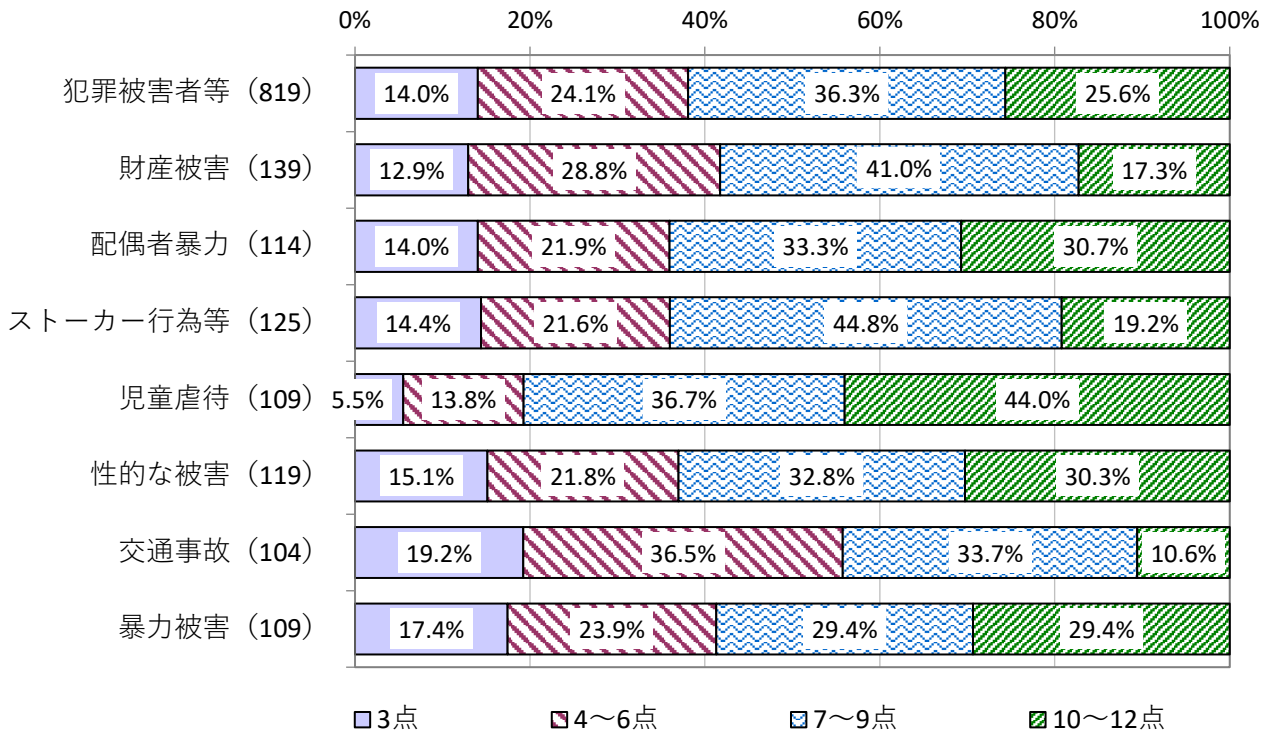 0% 20% 40% 60% 80% 100%
犯罪被害者等（819） 14.0% 24.1% 36.3% 25.6%
財産被害（139） 12.9% 28.8% 41.0% 17.3%
配偶者暴力（114） 14.0% 21.9% 33.3% 30.7%
ストーカー行為等（125） 14.4% 21.6% 44.8% 19.2%
児童虐待（109） 5.5% 13.8% 36.7% 44.0%
性的な被害（119） 15.1% 21.8% 32.8% 30.3%
交通事故（104） 19.2% 36.5% 33.7% 10.6%
暴力被害（109） 17.4% 23.9% 29.4% 29.4%
3点 4～6点 7～9点 10～12点